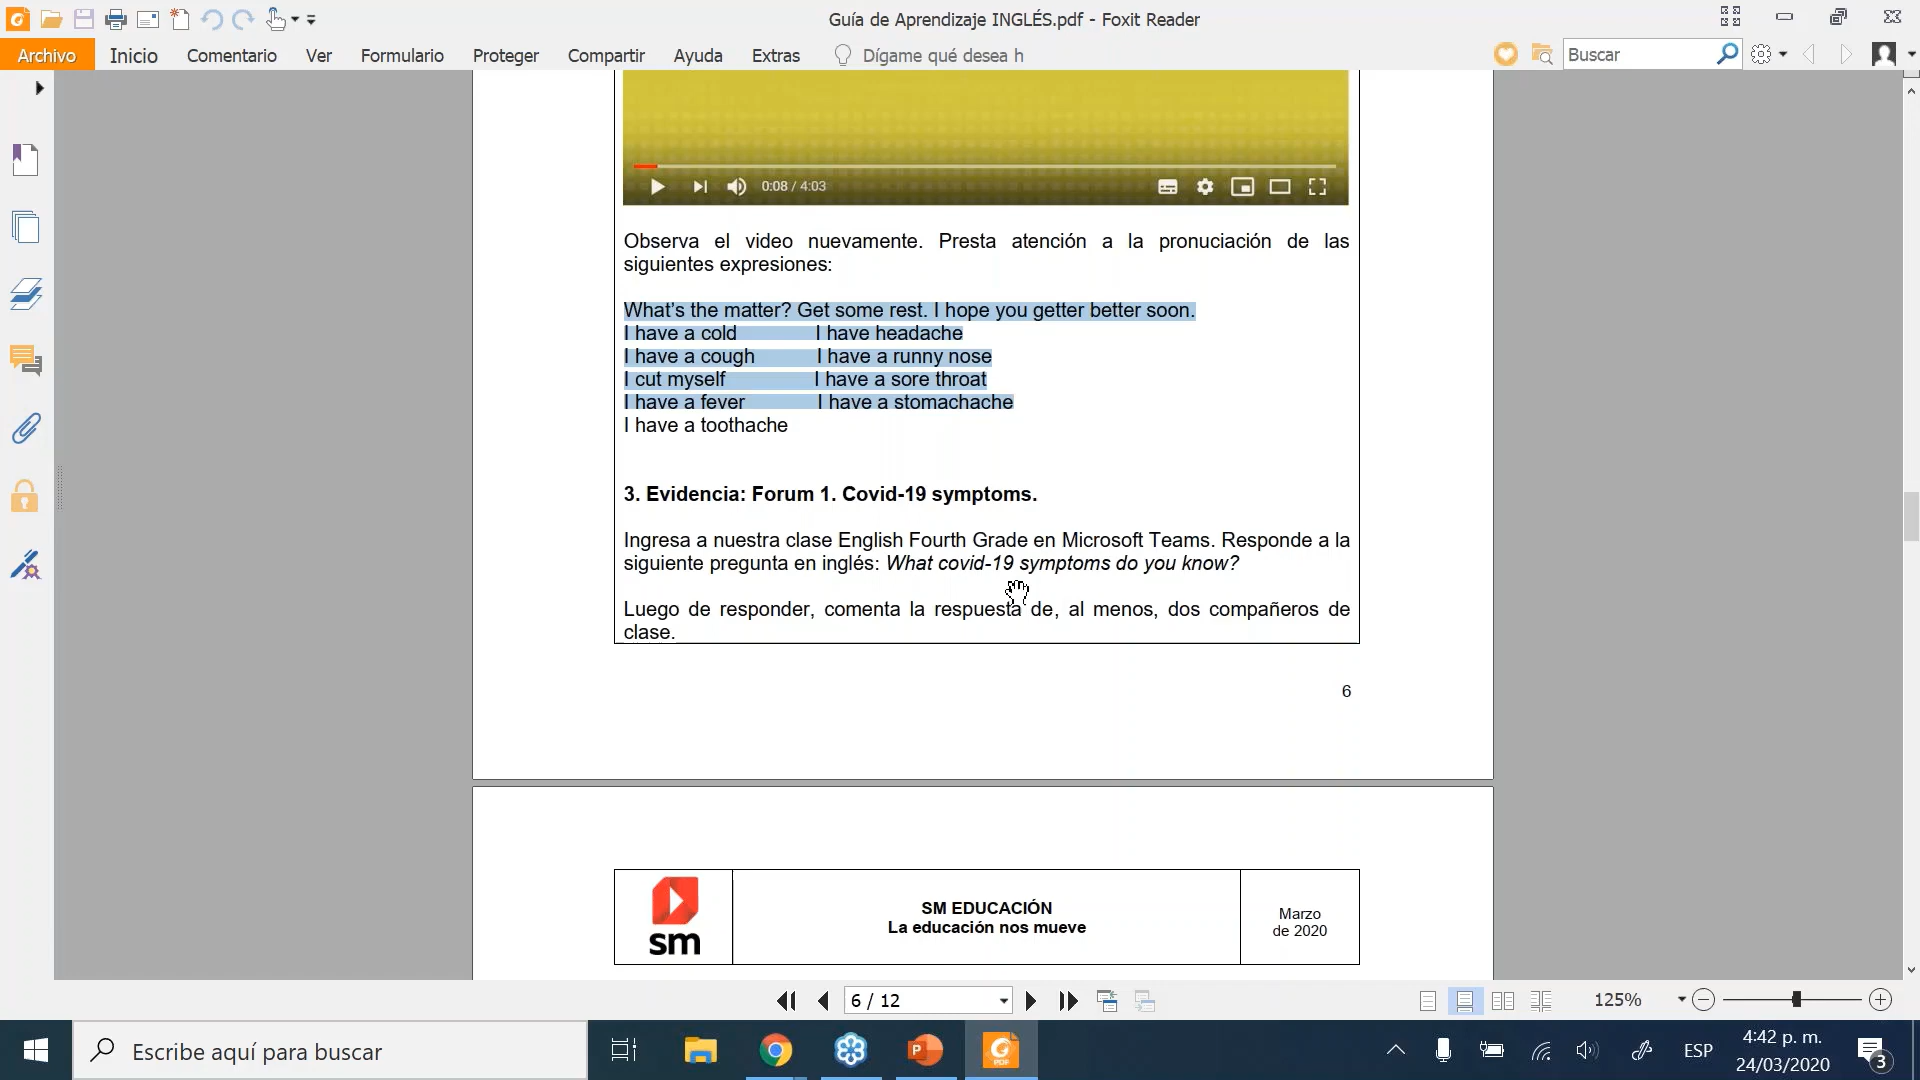 Guía de Aprendizaje INGLÉS.pdf - Foxit Reader
Archivo Inicio Comentario Ver Formulario Proteger Compartir Ayuda Extras Dígame qué desea h Buscar
0:08 / 4:03
Observa el video nuevamente. Presta atención a la pronuciación de las
siguientes expresiones:
What's the matter? Get some rest. I hope you getter better soon.
I have a cold I have headache
I have a cough I have a runny nose
I cut myself I have a sore throat
I have a fever I have a stomachache
I have a toothache
3. Evidencia: Forum 1. Covid-19 symptoms.
Ingresa a nuestra clase English Fourth Grade en Microsoft Teams. Responde a la
siguiente pregunta en inglés: What covid-19 symptoms do you know?
Luego de responder, comenta la respuesta de, al menos, dos compañeros de
clase.
6
sm
SM EDUCACIÓN
La educación nos mueve
Marzo
de 2020
6 / 12
125%
Escribe aquí para buscar
P
PDF
ESP
4:42 p. m.
24/03/2020
3